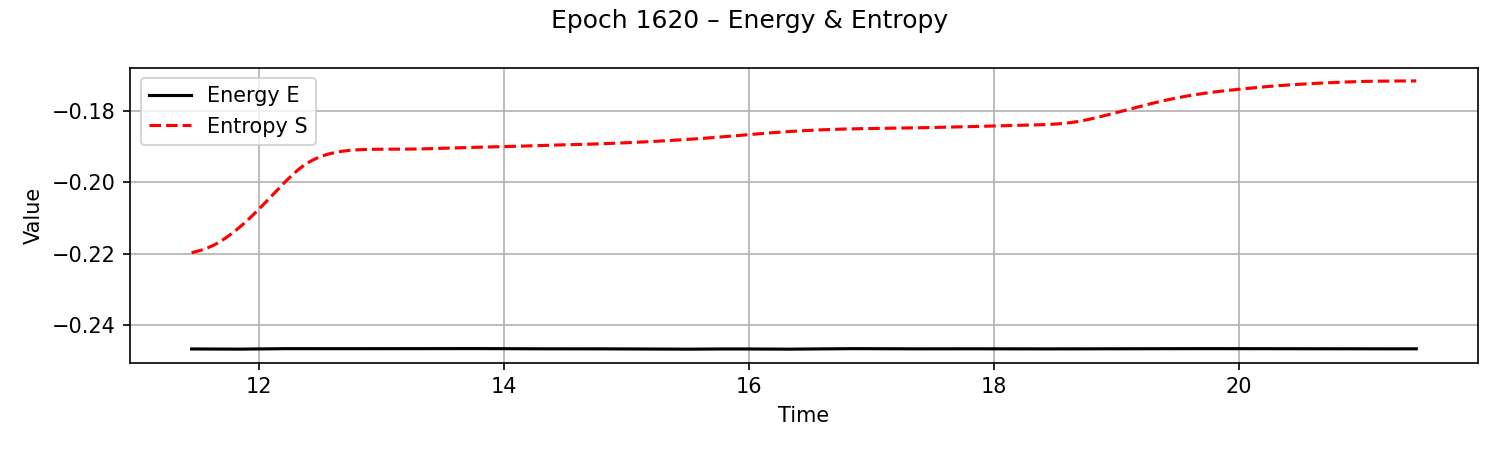 Epoch 1620 – Energy & Entropy
Energy E
Entropy S
−0.18
−0.20
−0.22
−0.24
Value
12 14 16 18 20
Time